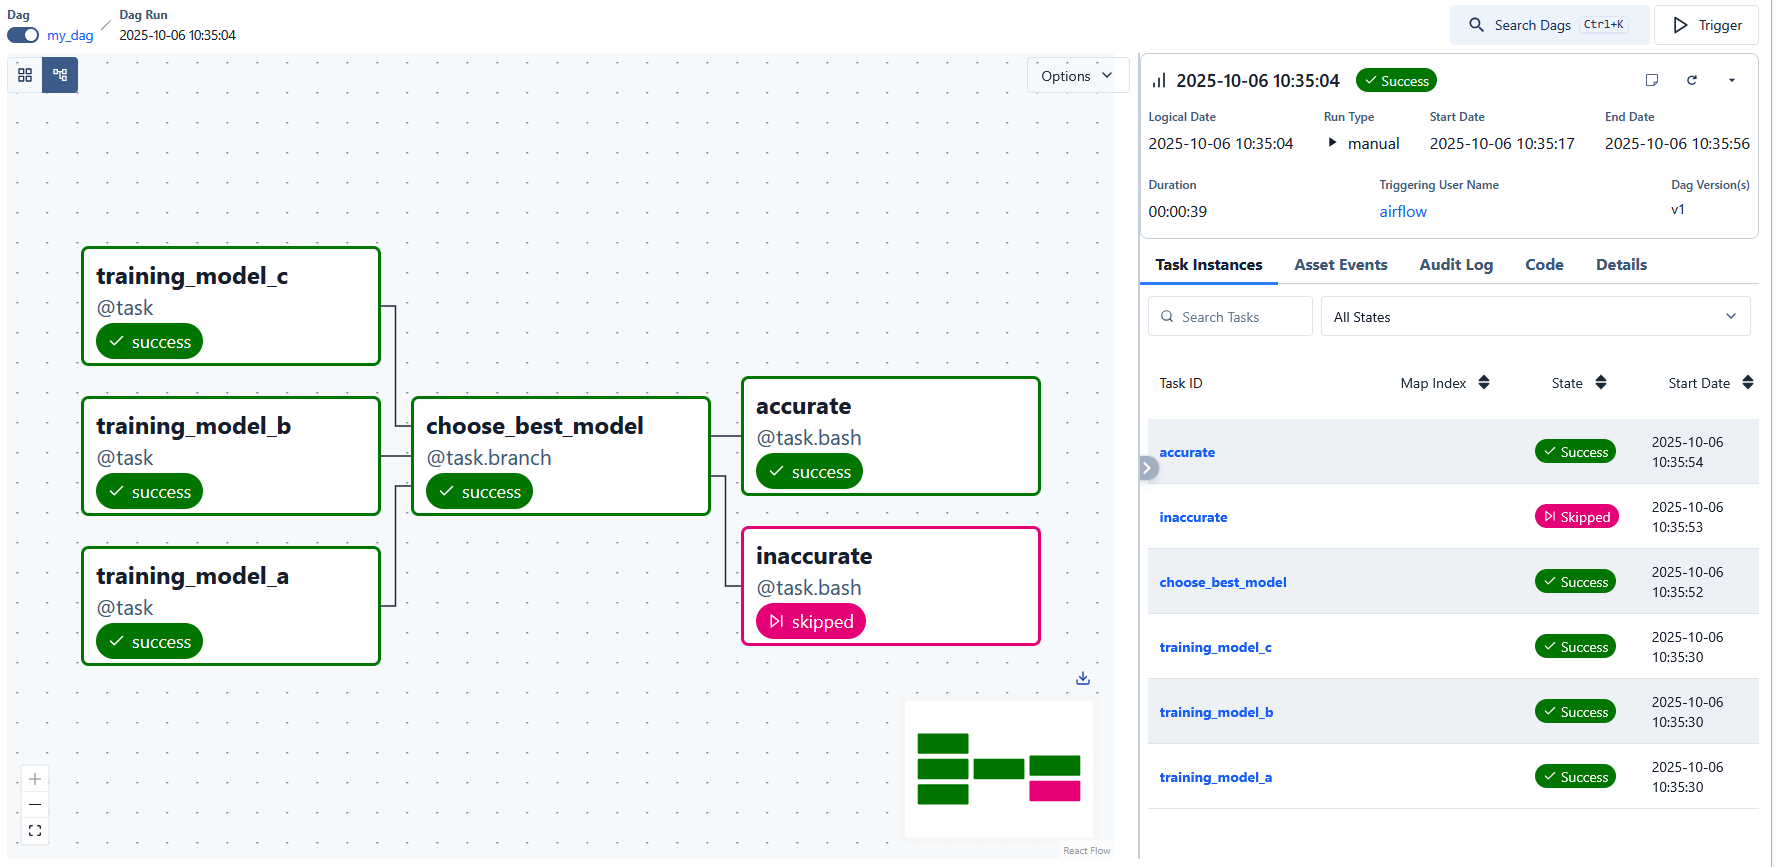 Dag
my_dag
Dag Run
2025-10-06 10:35:04
Search Dags Ctrl+K
Trigger
Options
training_model_c
@task
success
training_model_b
@task
success
training_model_a
@task
success
choose_best_model
@task.branch
success
accurate
@task.bash
success
inaccurate
@task.bash
skipped
React Flow
2025-10-06 10:35:04 Success
Logical Date Run Type Start Date End Date
2025-10-06 10:35:04 manual 2025-10-06 10:35:17 2025-10-06 10:35:56
Duration Triggering User Name Dag Version(s)
00:00:39 airflow v1
Task Instances Asset Events Audit Log Code Details
Search Tasks All States
Task ID Map Index State Start Date
accurate Success 2025-10-06
10:35:54
inaccurate Skipped 2025-10-06
10:35:53
choose_best_model Success 2025-10-06
10:35:52
training_model_c Success 2025-10-06
10:35:30
training_model_b Success 2025-10-06
10:35:30
training_model_a Success 2025-10-06
10:35:30